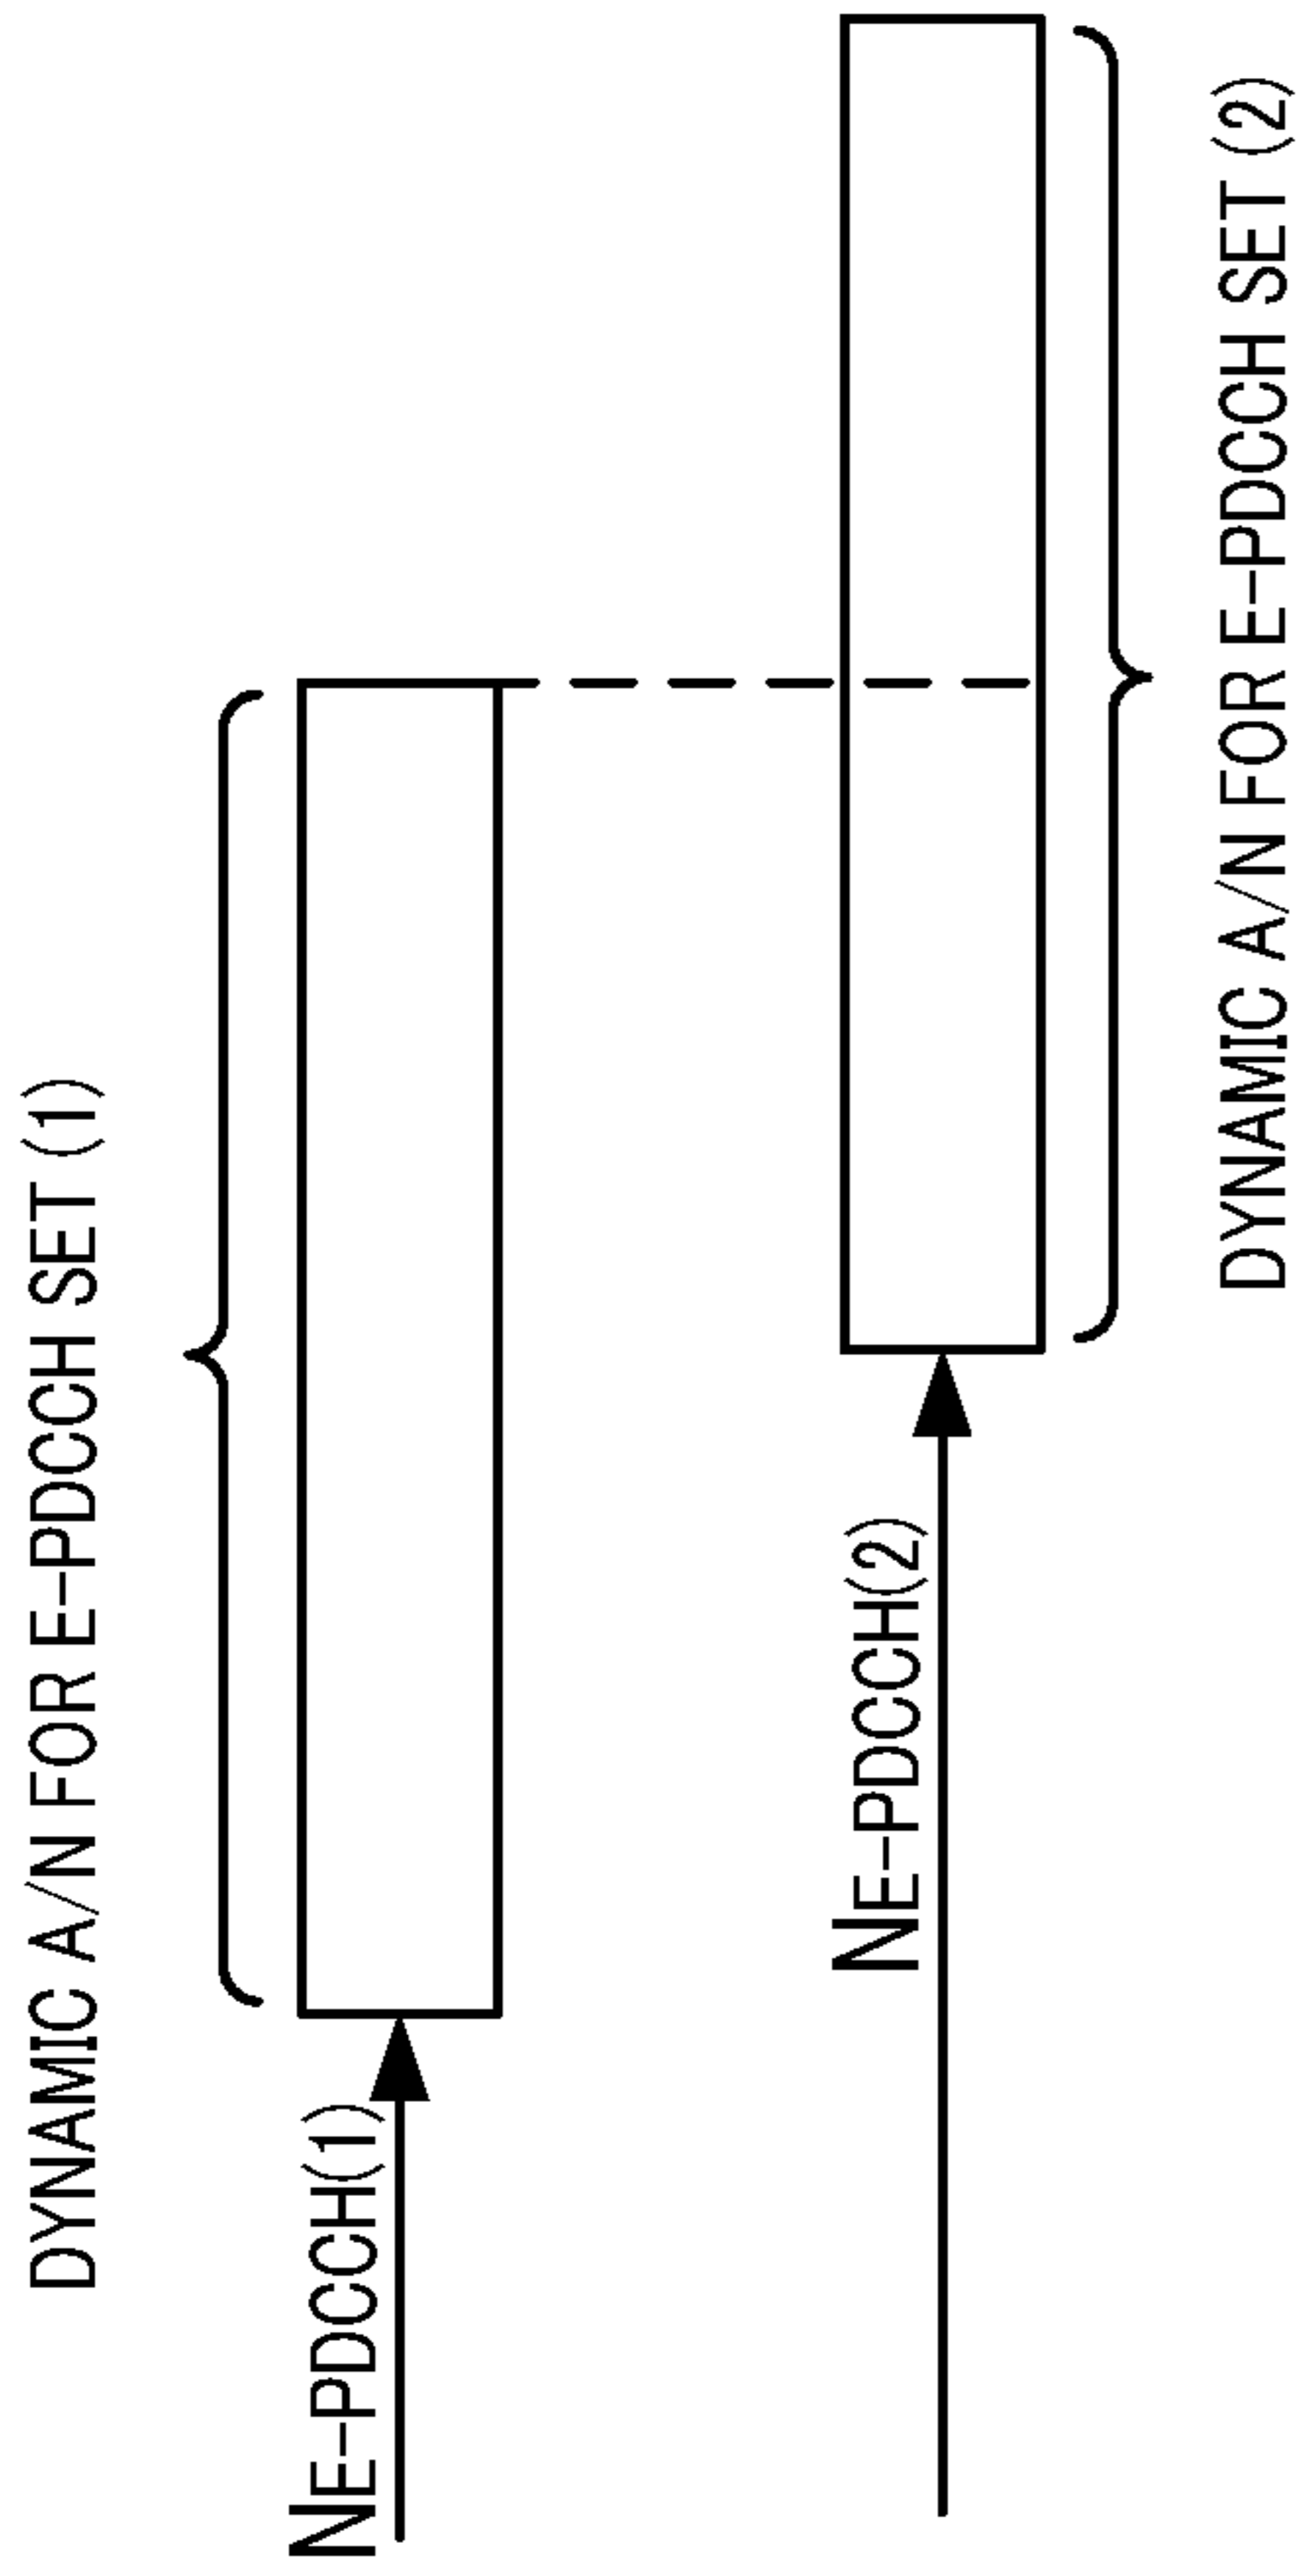 DYNAMIC A/N FOR E-PDCCH SET (1)
NE-PDCCH(1)
NE-PDCCH(2)
DYNAMIC A/N FOR E-PDCCH SET (2)